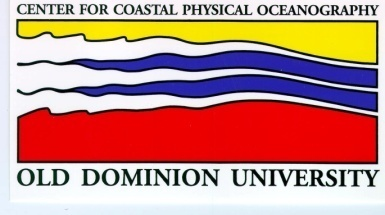 CENTER FOR COASTAL PHYSICAL OCEANOGRAPHY
OLD DOMINION UNIVERSITY